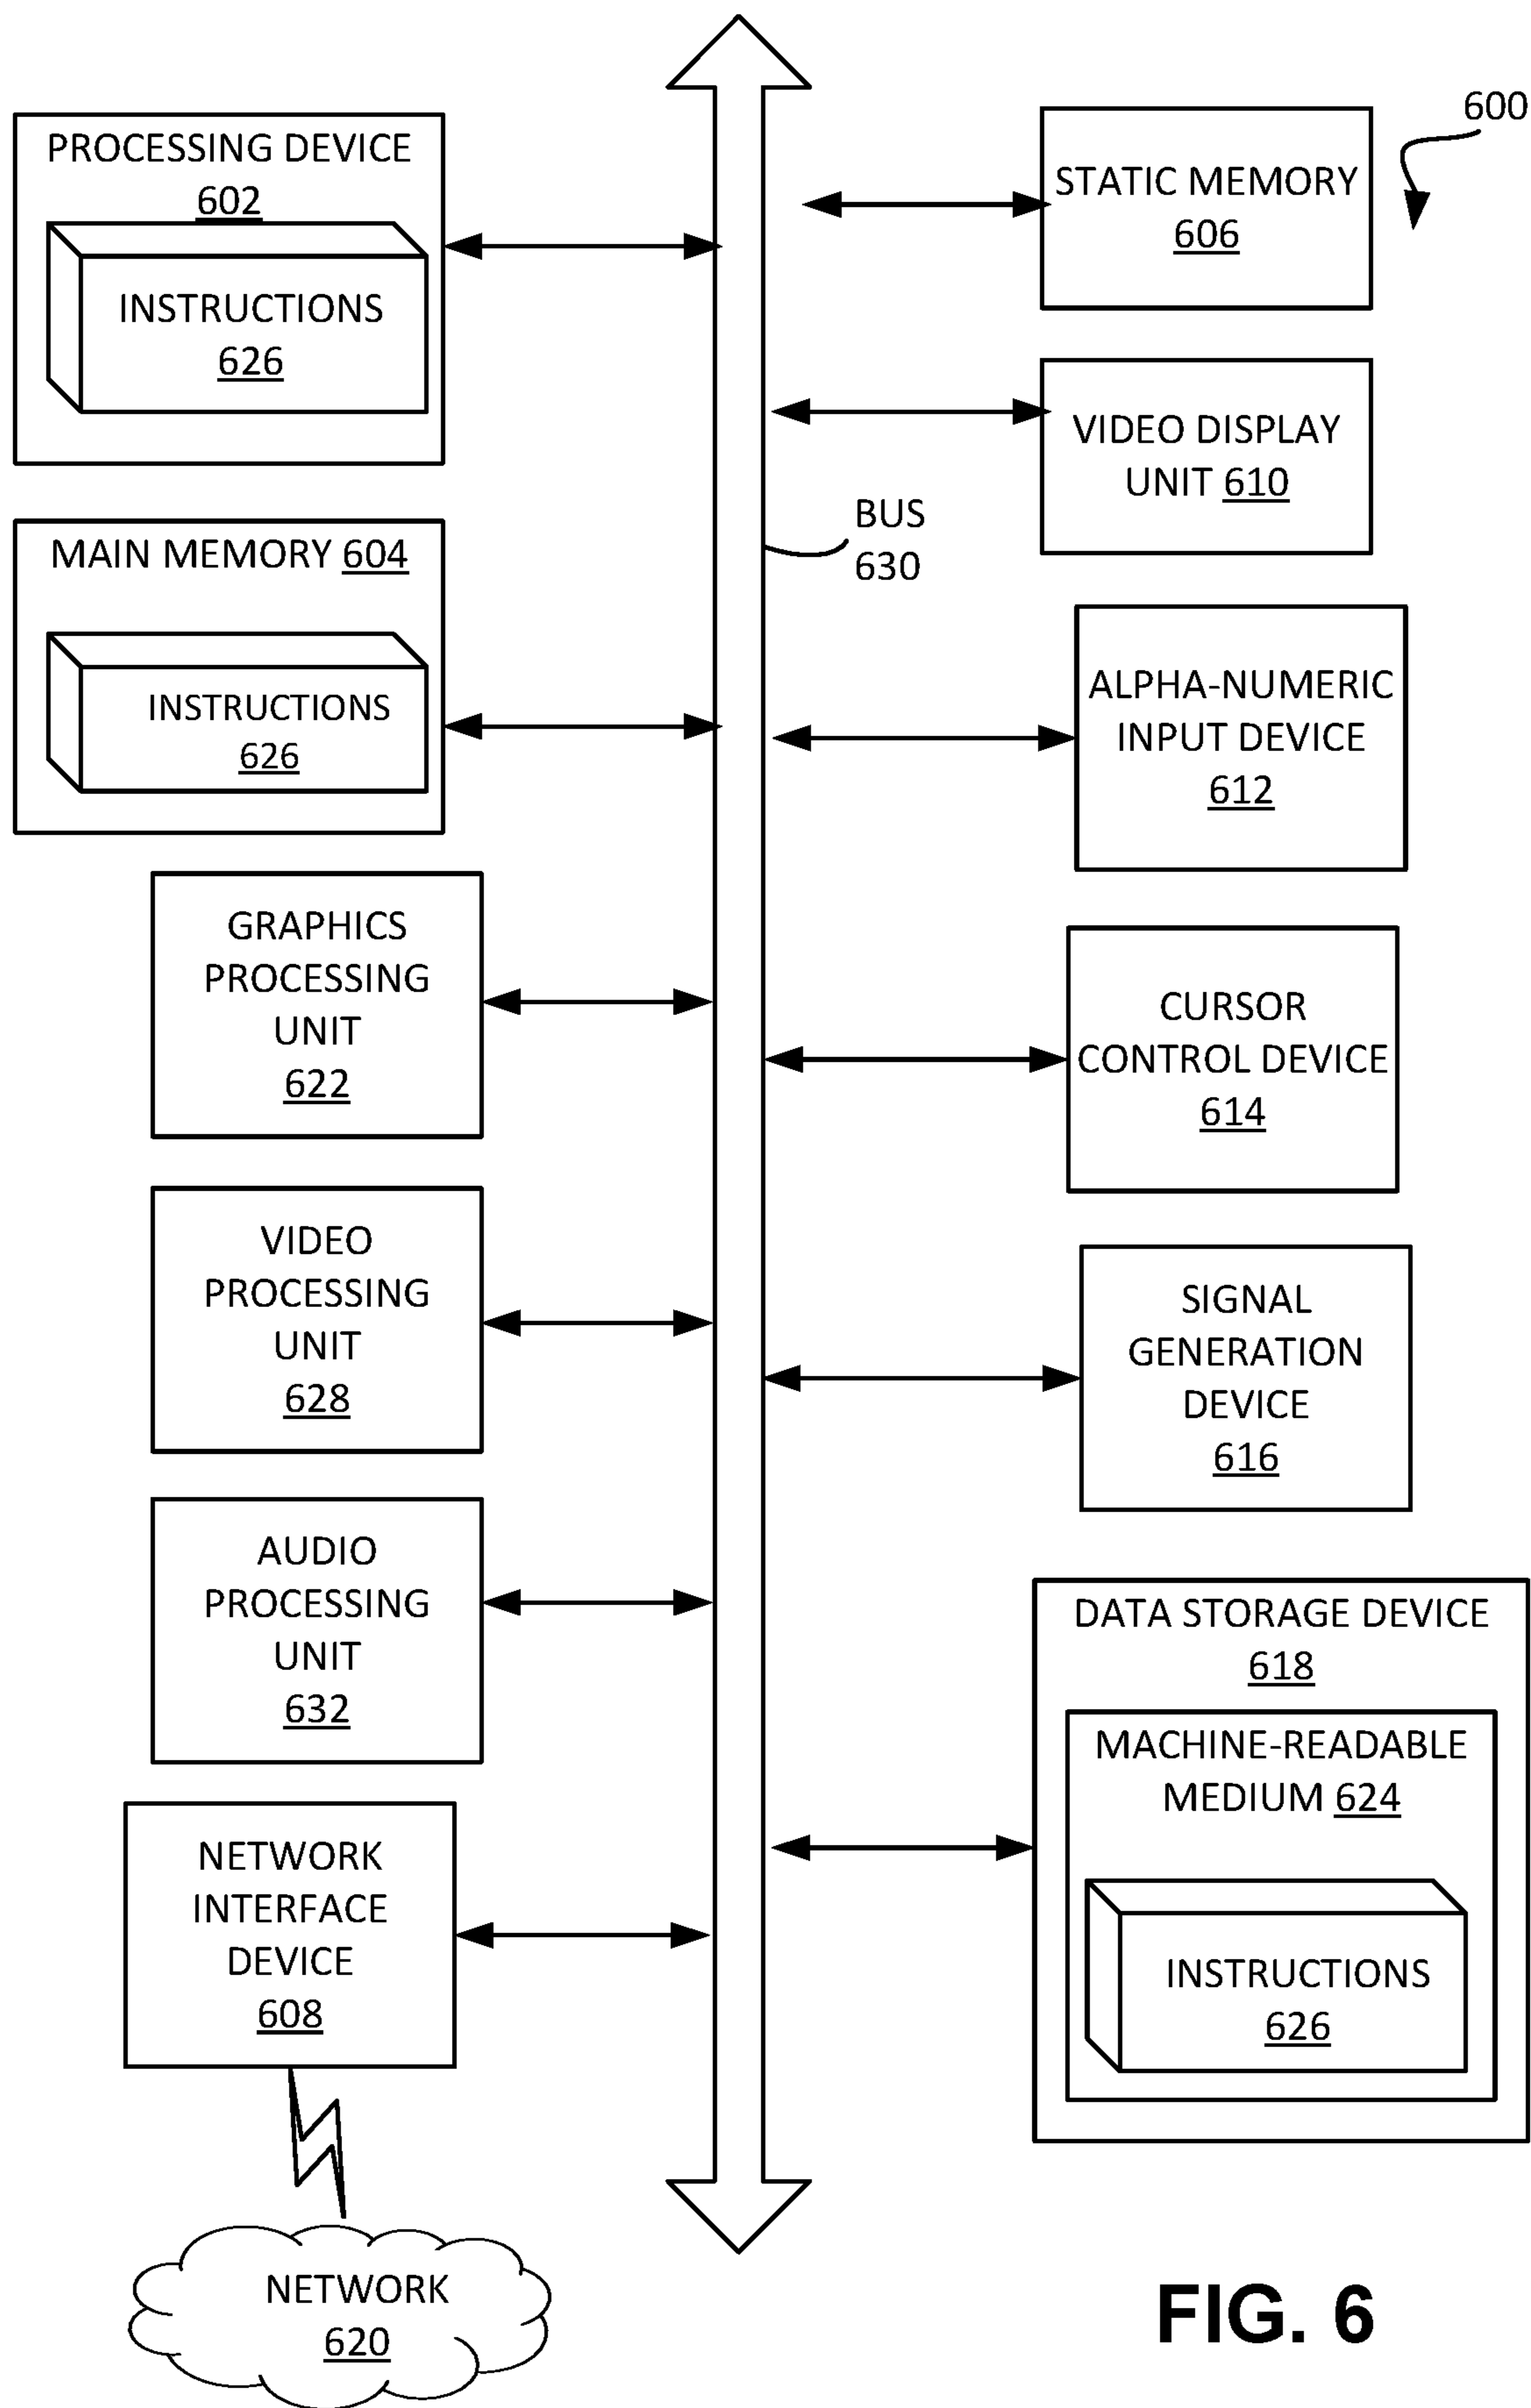 PROCESSING DEVICE
602
INSTRUCTIONS
626
MAIN MEMORY 604
INSTRUCTIONS
626
GRAPHICS
PROCESSING
UNIT
622
VIDEO
PROCESSING
UNIT
628
AUDIO
PROCESSING
UNIT
632
NETWORK
INTERFACE
DEVICE
608
NETWORK
620
BUS
630
600
STATIC MEMORY
606
VIDEO DISPLAY
UNIT 610
ALPHA-NUMERIC
INPUT DEVICE
612
CURSOR
CONTROL DEVICE
614
SIGNAL
GENERATION
DEVICE
616
DATA STORAGE DEVICE
618
MACHINE-READABLE
MEDIUM 624
INSTRUCTIONS
626
FIG. 6